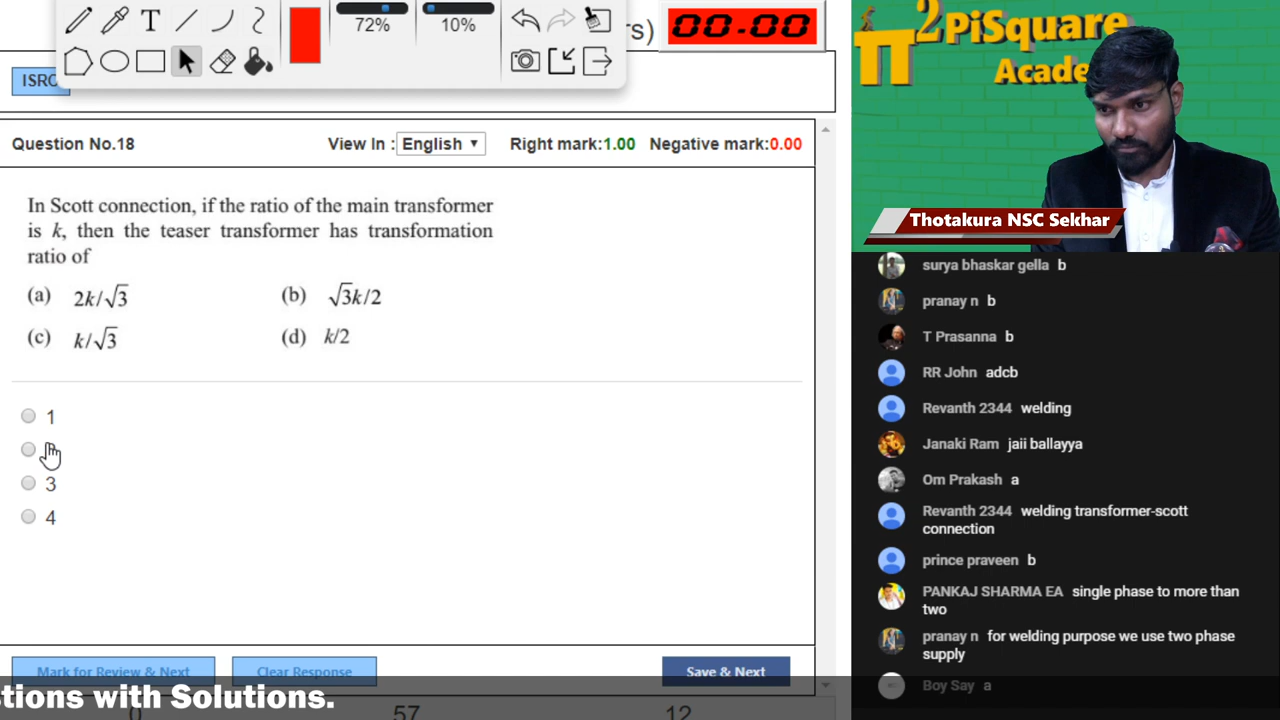 T
72%
10%
rs)
00.00
2PiSquare
π
Acade
ISRO
Question No.18
View In :
English
Right mark:1.00
Negative mark:0.00
In Scott connection, if the ratio of the main transformer
is k, then the teaser transformer has transformation
ratio of
(a) 2k/√3
(b) √3k/2
(c) k/√3
(d) k/2
1
3
4
Mark for Review & Next
Clear Response
Save & Next
stions with Solutions.
0
57
12
Thotakura NSC Sekhar
surya bhaskar gella b
pranay n b
T Prasanna b
RR John adcb
Revanth 2344 welding
Janaki Ram jaii ballayya
Om Prakash a
Revanth 2344 welding transformer-scott
connection
prince praveen b
PANKAJ SHARMA EA single phase to more than
two
pranay n for welding purpose we use two phase
supply
Boy Say a